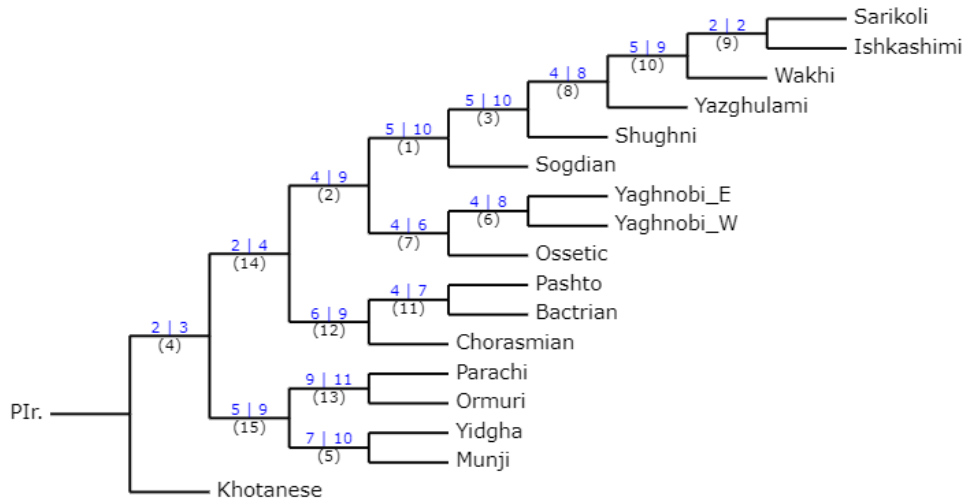 Sarikoli
2 | 2
(9)
Ishkashimi
5 | 9
(10)
Wakhi
4 | 8
(8)
Yazghulami
5 | 10
(3)
Shughni
5 | 10
(1)
Sogdian
4 | 9
(2)
Yaghnobi_E
4 | 8
(6)
Yaghnobi_W
4 | 6
(7)
Ossetic
2 | 4
(14)
Pashto
4 | 7
(11)
Bactrian
6 | 9
(12)
Chorasmian
2 | 3
(4)
Parachi
9 | 11
(13)
Ormuri
5 | 9
(15)
PIr.
Yidgha
7 | 10
(5)
Munji
Khotanese